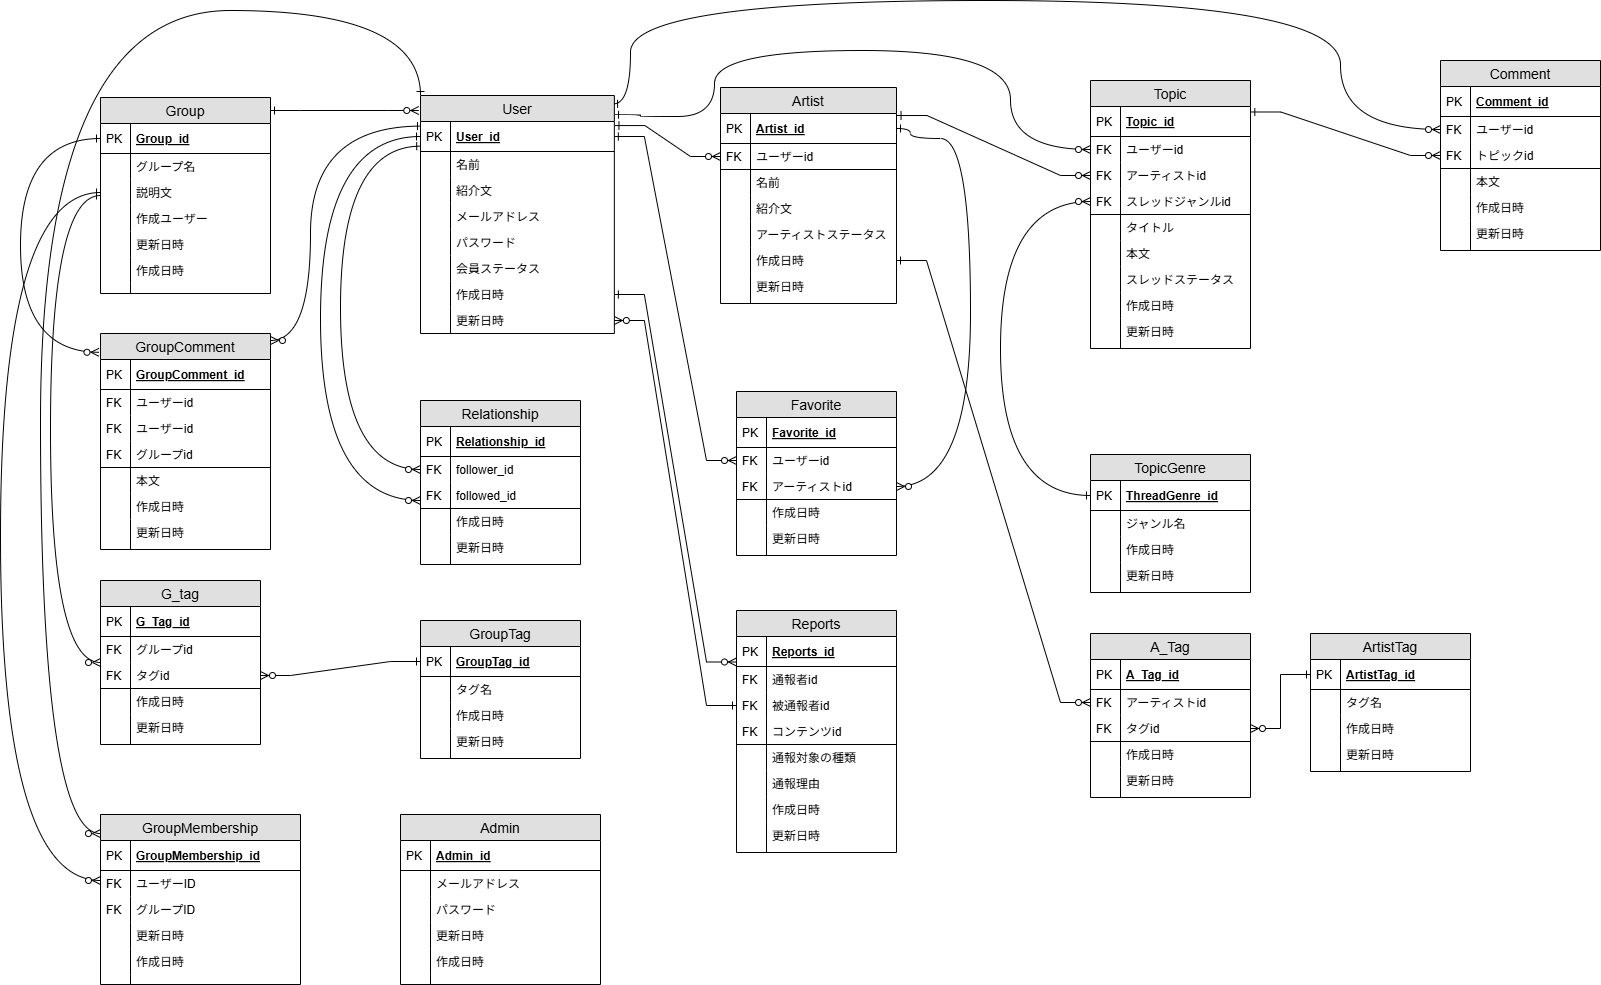 Group
PK Group_id
グループ名
説明文
作成ユーザー
更新日時
作成日時
User
PK User_id
名前
紹介文
メールアドレス
パスワード
会員ステータス
作成日時
更新日時
Artist
PK Artist_id
FK ユーザーid
名前
紹介文
アーティストステータス
作成日時
更新日時
Topic
PK Topic_id
FK ユーザーid
FK アーティストid
FK スレッドジャンルid
タイトル
本文
スレッドステータス
作成日時
更新日時
Comment
PK Comment_id
FK ユーザーid
FK トピックid
本文
作成日時
更新日時
GroupComment
PK GroupComment_id
FK ユーザーid
FK ユーザーid
FK グループid
本文
作成日時
更新日時
Relationship
PK Relationship_id
FK follower_id
FK followed_id
作成日時
更新日時
Favorite
PK Favorite_id
FK ユーザーid
FK アーティストid
作成日時
更新日時
TopicGenre
PK ThreadGenre_id
ジャンル名
作成日時
更新日時
G_tag
PK G_Tag_id
FK グループid
FK タグid
作成日時
更新日時
GroupTag
PK GroupTag_id
タグ名
作成日時
更新日時
Reports
PK Reports_id
FK 通報者id
FK 被通報者id
FK コンテンツid
通報対象の種類
通報理由
作成日時
更新日時
A_Tag
PK A_Tag_id
FK アーティストid
FK タグid
作成日時
更新日時
ArtistTag
PK ArtistTag_id
タグ名
作成日時
更新日時
GroupMembership
PK GroupMembership_id
FK ユーザーID
FK グループID
更新日時
作成日時
Admin
PK Admin_id
メールアドレス
パスワード
更新日時
作成日時